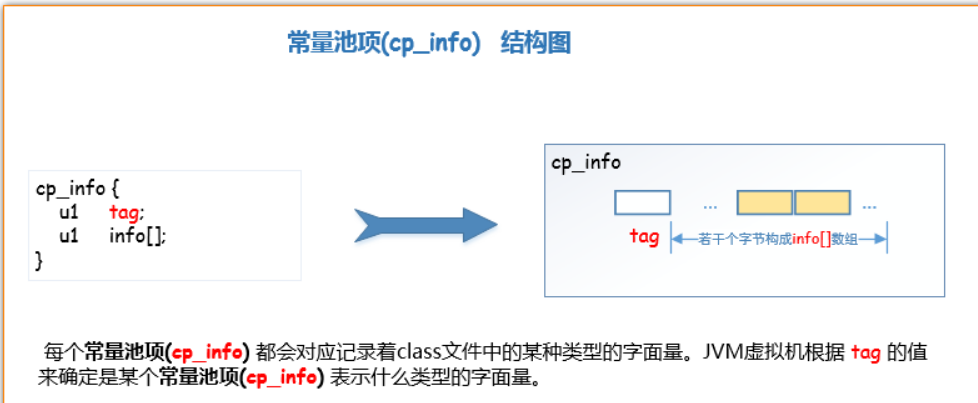 常量池项(cp_info) 结构图
cp_info {
u1 tag;
u1 info[];
}
cp_info
... ...
tag 若干个字节构成info[]数组
每个常量池项(cp_info) 都会对应记录着class文件中的某种类型的字面量。JVM虚拟机根据 tag 的值
来确定是某个常量池项(cp_info) 表示什么类型的字面量。